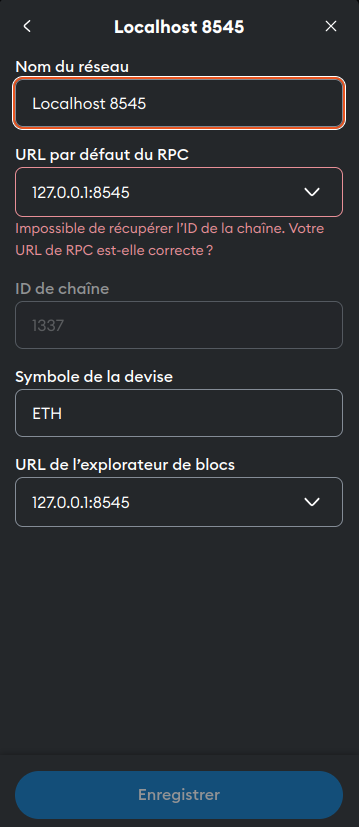 Localhost 8545
Nom du réseau
Localhost 8545
URL par défaut du RPC
127.0.0.1:8545
Impossible de récupérer l’ID de la chaîne. Votre
URL de RPC est-elle correcte ?
ID de chaîne
1337
Symbole de la devise
ETH
URL de l’explorateur de blocs
127.0.0.1:8545
Enregistrer